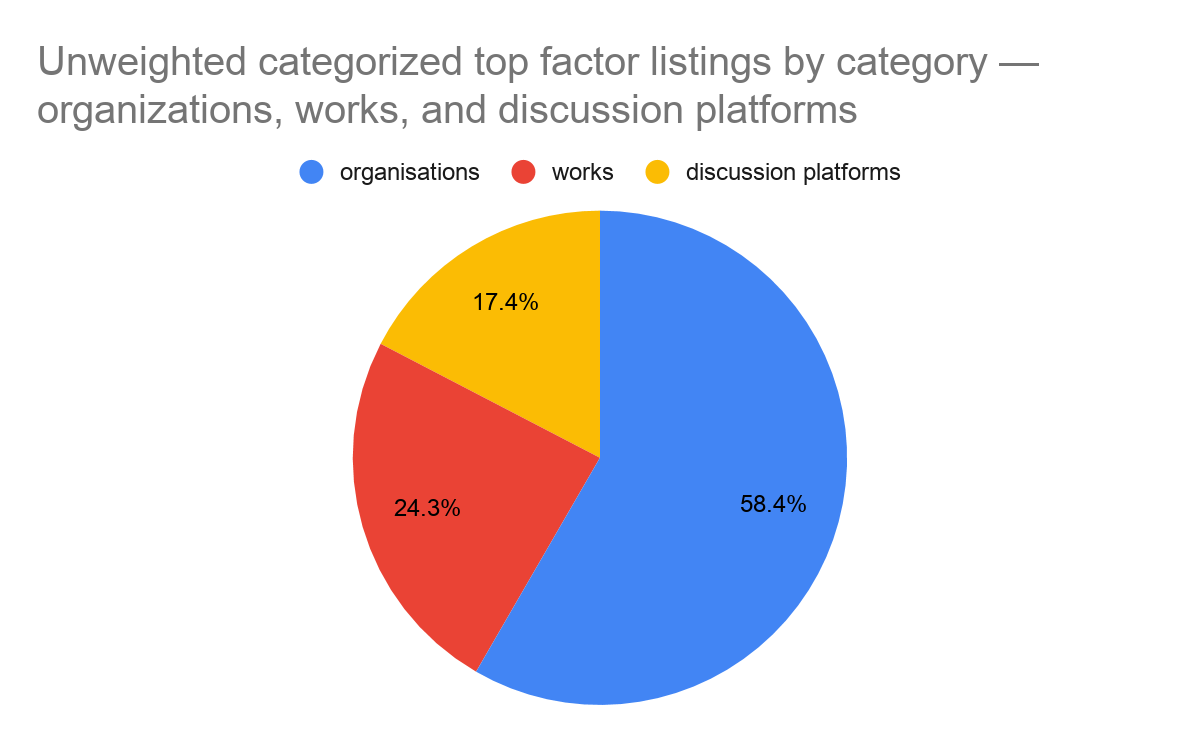 Unweighted categorized top factor listings by category —
organizations, works, and discussion platforms
organisations works discussion platforms
17.4%
24.3%
58.4%